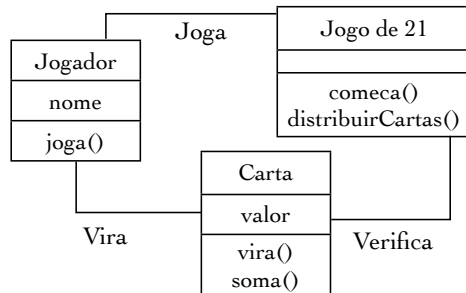 Joga
Jogo de 21
comeca()
distribuirCartas()
Jogador
nome
joga()
Carta
valor
vira()
soma()
Vira
Verifica